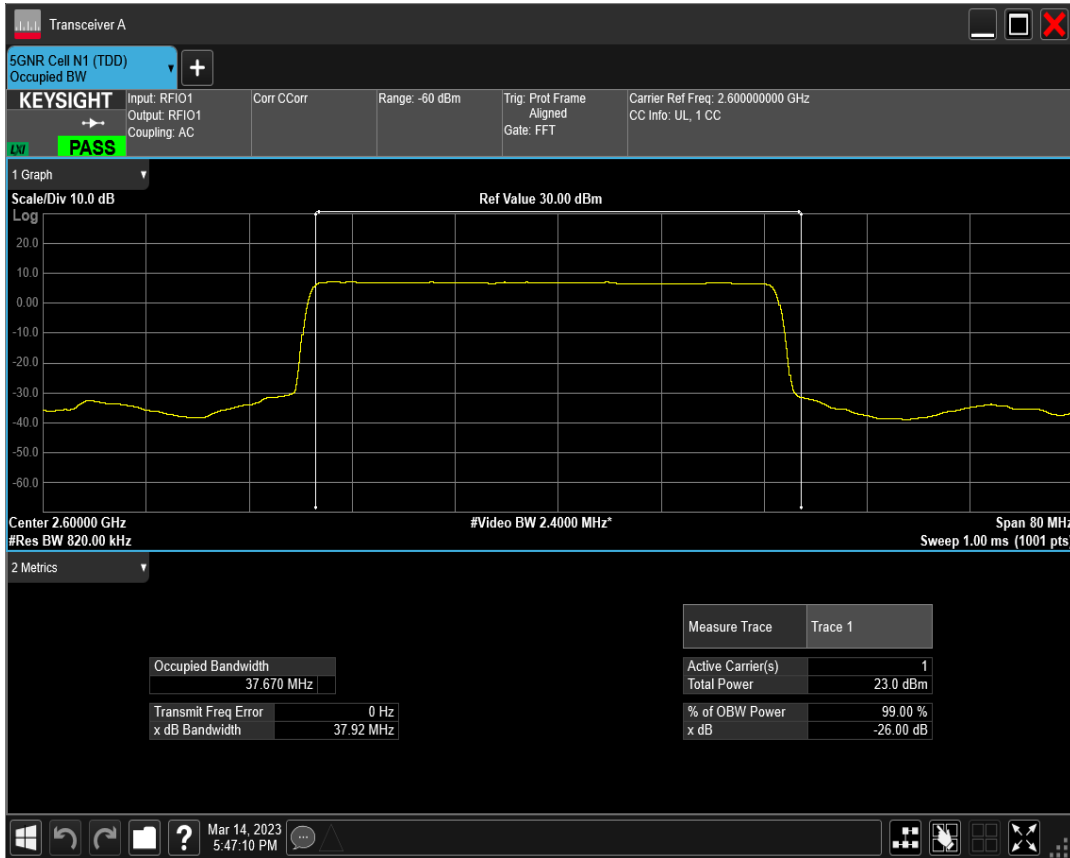 Transceiver A
5GNR Cell N1 (TDD)
Occupied BW
+
KEYSIGHT
LXI
PASS
Input: RFIO1
Output: RFIO1
Coupling: AC
Corr CCorr
Range: -60 dBm
Trig: Prot Frame
Aligned
Gate: FFT
Carrier Ref Freq: 2.600000000 GHz
CC Info: UL, 1 CC
1 Graph
Scale/Div 10.0 dB
Ref Value 30.00 dBm
Log
20.0
10.0
0.00
-10.0
-20.0
-30.0
-40.0
-50.0
-60.0
Center 2.60000 GHz
#Video BW 2.4000 MHz*
Span 80 MHz
#Res BW 820.00 kHz
Sweep 1.00 ms (1001 pts)
2 Metrics
Measure Trace Trace 1
Occupied Bandwidth
37.670 MHz
Active Carrier(s) 1
Total Power 23.0 dBm
Transmit Freq Error 0 Hz
x dB Bandwidth 37.92 MHz
% of OBW Power 99.00 %
x dB -26.00 dB
?
Mar 14, 2023
5:47:10 PM